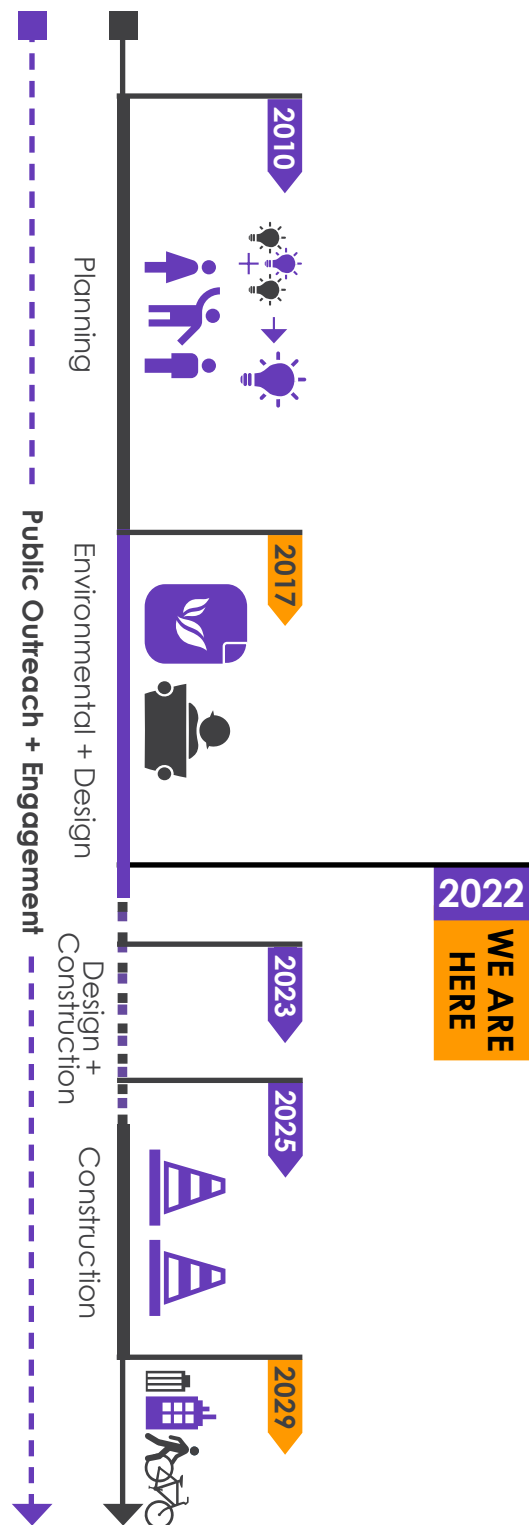 2010
2017
2022
WE ARE
HERE
2023
2025
2029
Planning
Environmental + Design
Design +
Construction
Construction
Public Outreach + Engagement